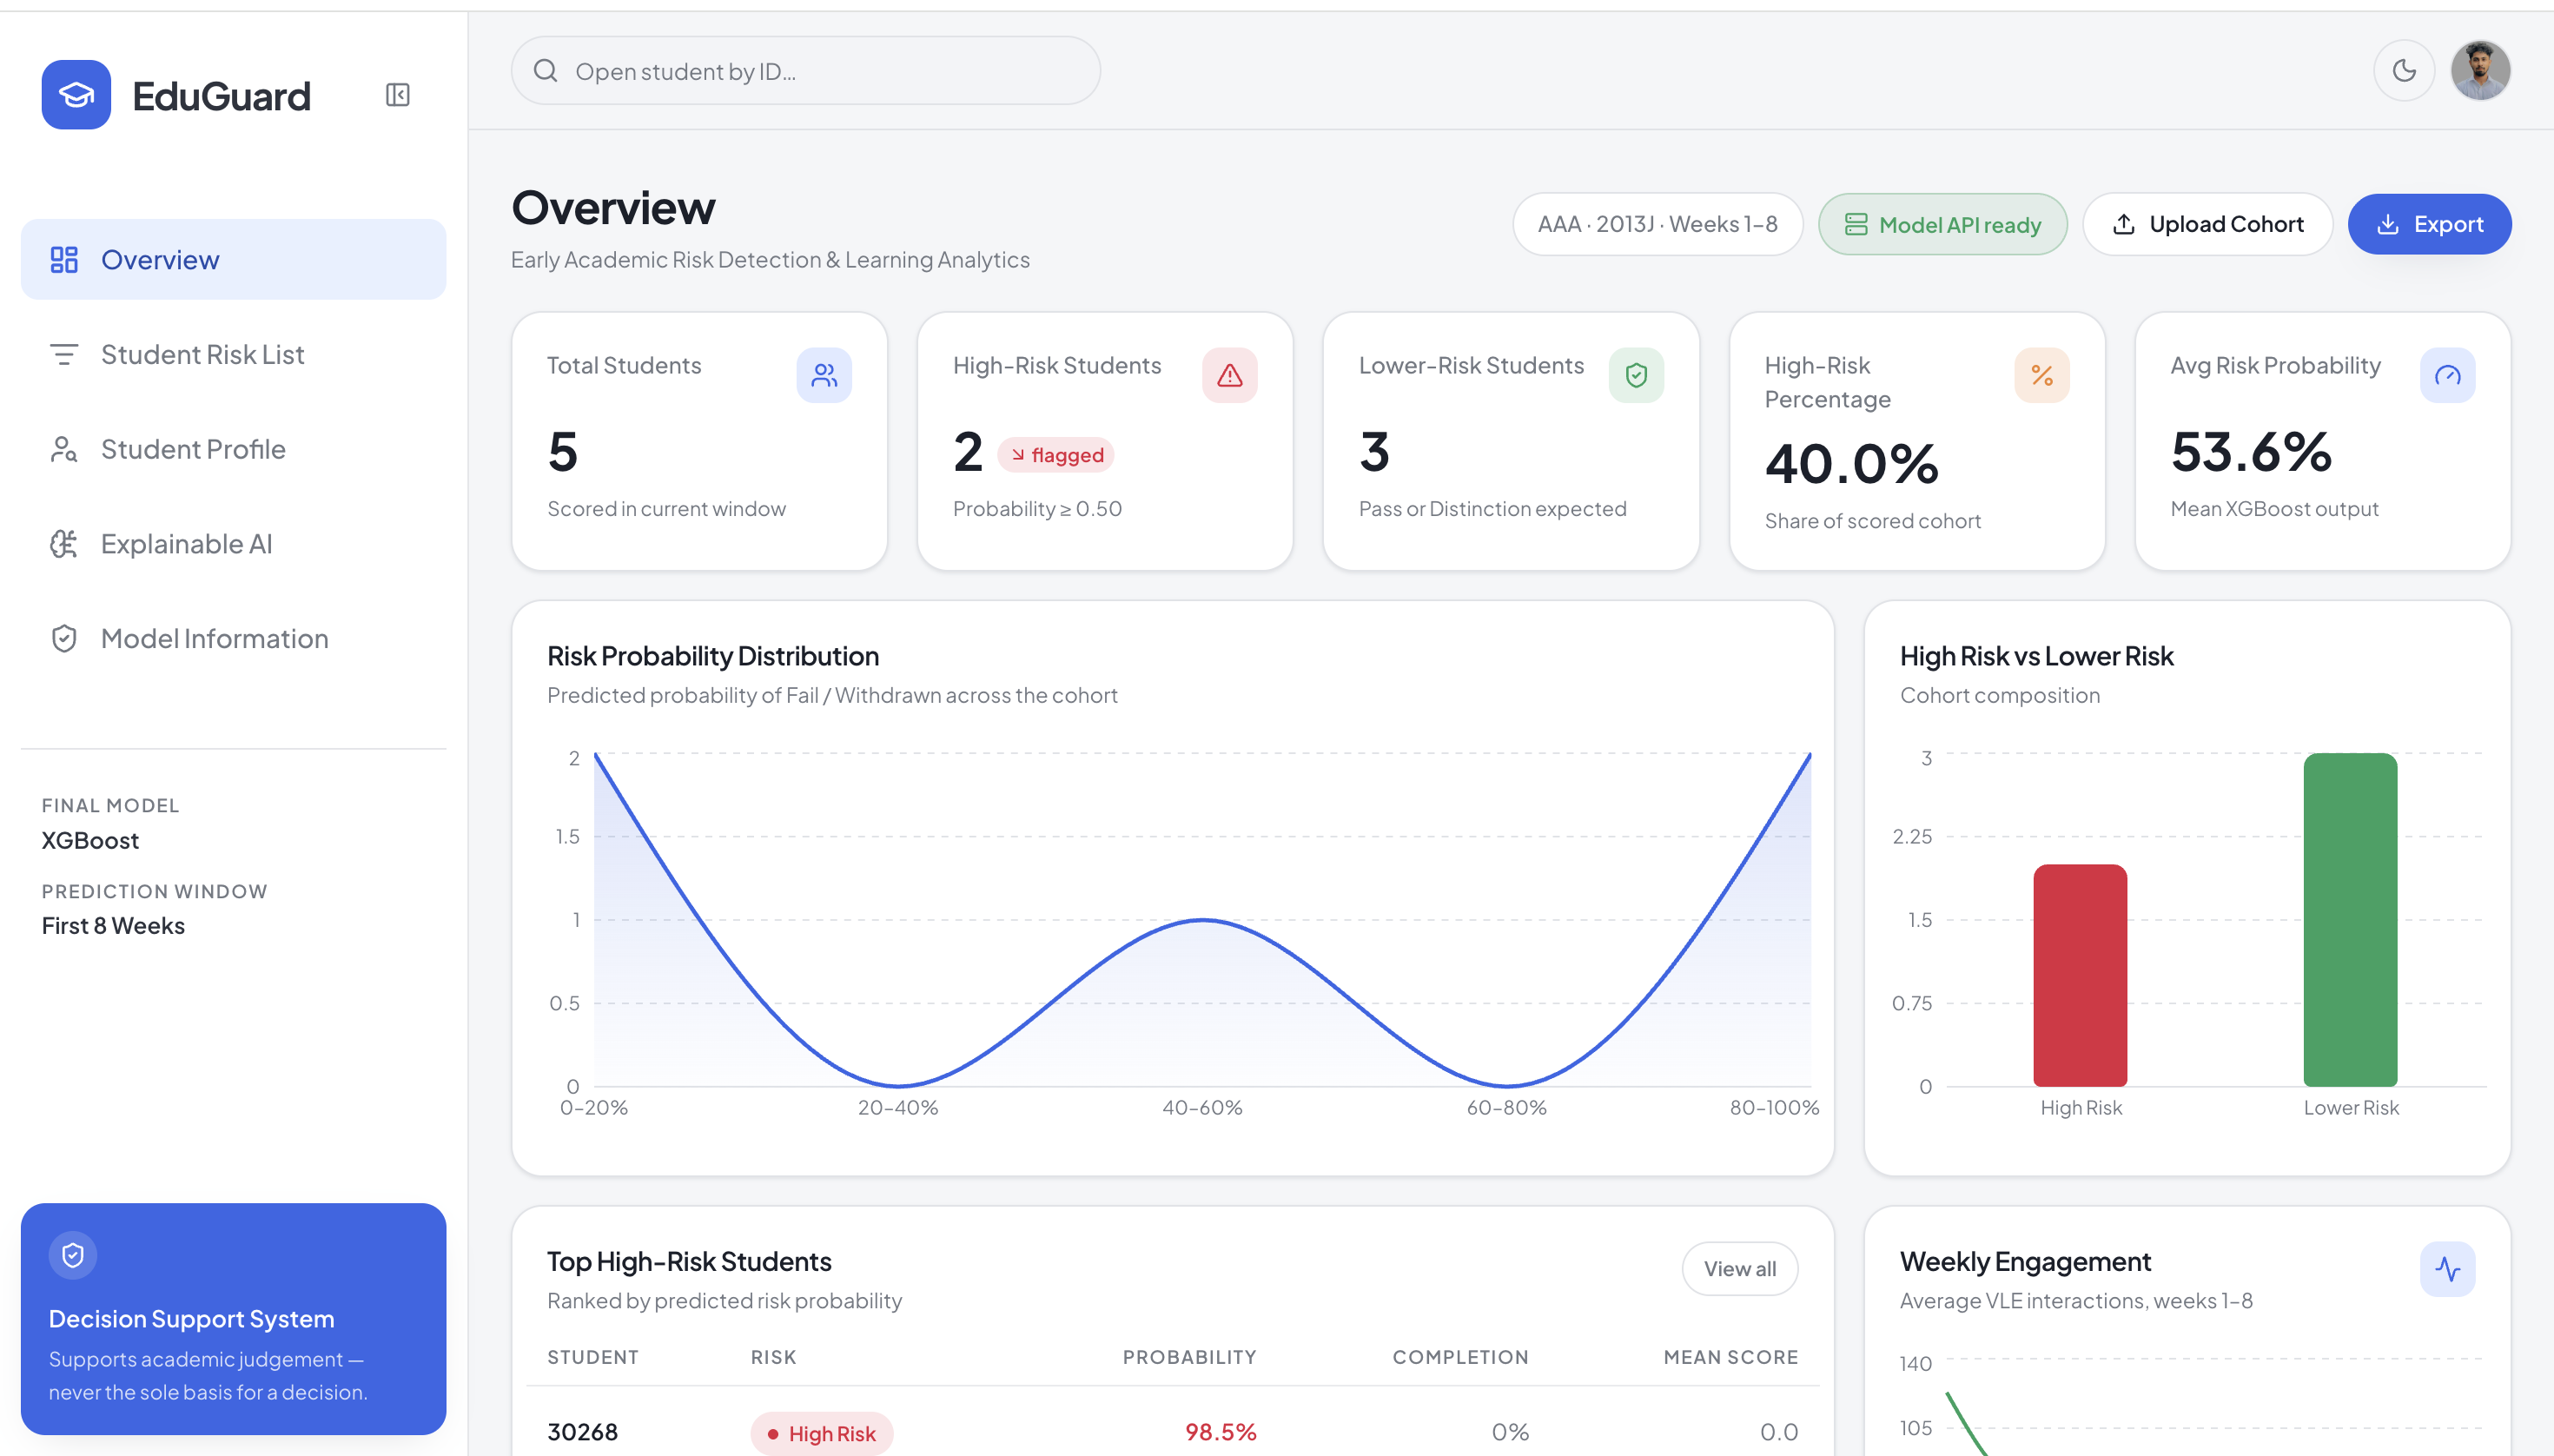 EduGuard
Open student by ID...
Overview
Student Risk List
Student Profile
Explainable AI
Model Information
FINAL MODEL
XGBoost
PREDICTION WINDOW
First 8 Weeks
Decision Support System
Supports academic judgement —
never the sole basis for a decision.
Overview
Early Academic Risk Detection & Learning Analytics
AAA · 2013J · Weeks 1–8
Model API ready
Upload Cohort
Export
Total Students
5
Scored in current window
High-Risk Students
2 flagged
Probability ≥ 0.50
Lower-Risk Students
3
Pass or Distinction expected
High-Risk
Percentage
40.0%
Share of scored cohort
Avg Risk Probability
53.6%
Mean XGBoost output
Risk Probability Distribution
Predicted probability of Fail / Withdrawn across the cohort
2
1.5
1
0.5
0
0–20% 20–40% 40–60% 60–80% 80–100%
High Risk vs Lower Risk
Cohort composition
3
2.25
1.5
0.75
0
High Risk Lower Risk
Top High-Risk Students
Ranked by predicted risk probability
View all
STUDENT RISK PROBABILITY COMPLETION MEAN SCORE
30268 High Risk 98.5% 0% 0.0
Weekly Engagement
Average VLE interactions, weeks 1–8
140
105